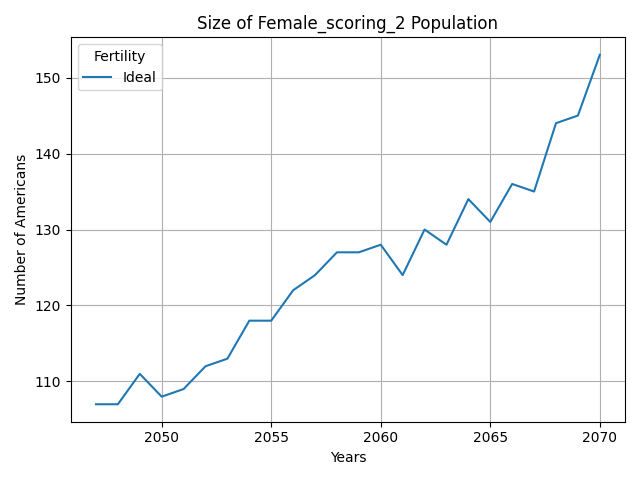 Size of Female_scoring_2 Population
Fertility
Ideal
Number of Americans
150
140
130
120
110
2050
2055
2060
2065
2070
Years